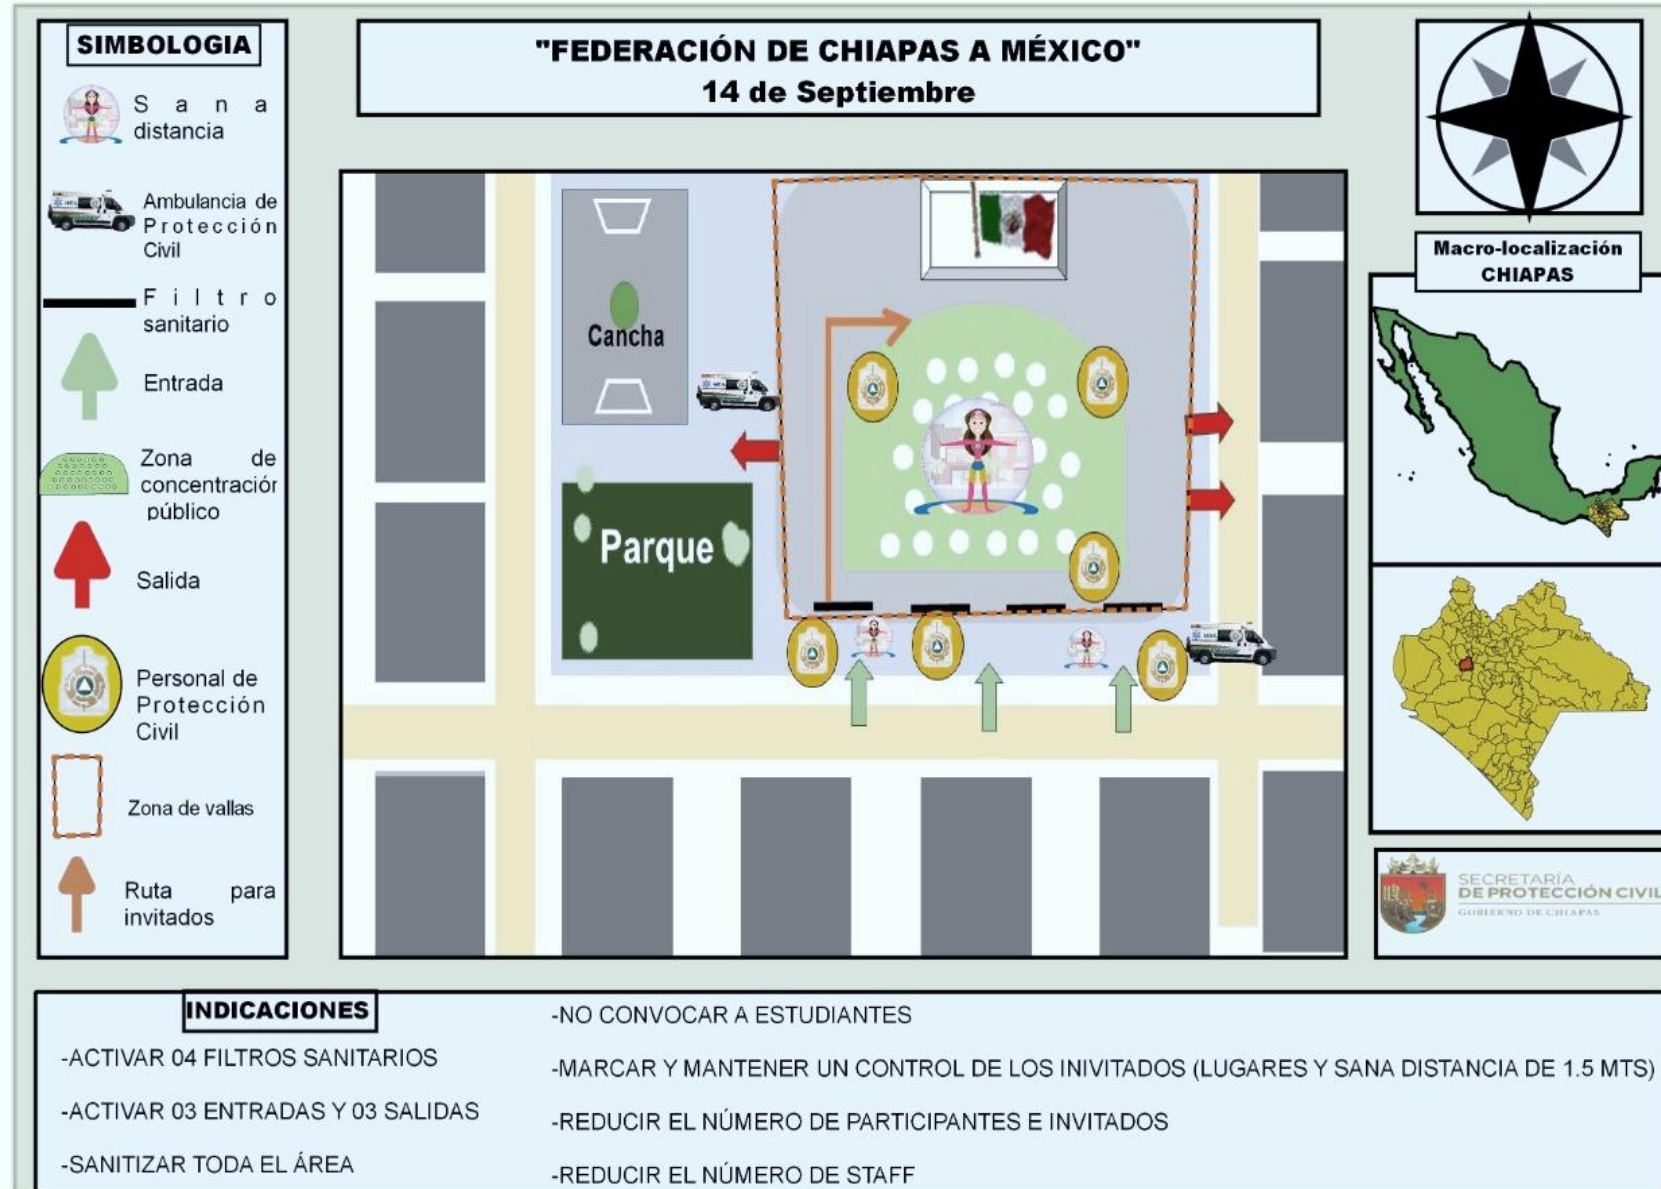 SIMBOLOGIA
Sana
distancia
Ambulancia de
Protección
Civil
Filtro
sanitario
Entrada
Zona de
concentración
público
Salida
Personal de
Protección
Civil
Zona de vallas
Ruta para
invitados
"FEDERACIÓN DE CHIAPAS A MÉXICO"
14 de Septiembre
Cancha
Parque
Macro-localización
CHIAPAS
SECRETARÍA
DE PROTECCIÓN CIVIL
GOBIERNO DE CHIAPAS
INDICACIONES
-ACTIVAR 04 FILTROS SANITARIOS
-ACTIVAR 03 ENTRADAS Y 03 SALIDAS
-SANITIZAR TODA EL ÁREA
-NO CONVOCAR A ESTUDIANTES
-MARCAR Y MANTENER UN CONTROL DE LOS INIVITADOS (LUGARES Y SANA DISTANCIA DE 1.5 MTS)
-REDUCIR EL NÚMERO DE PARTICIPANTES E INVITADOS
-REDUCIR EL NÚMERO DE STAFF